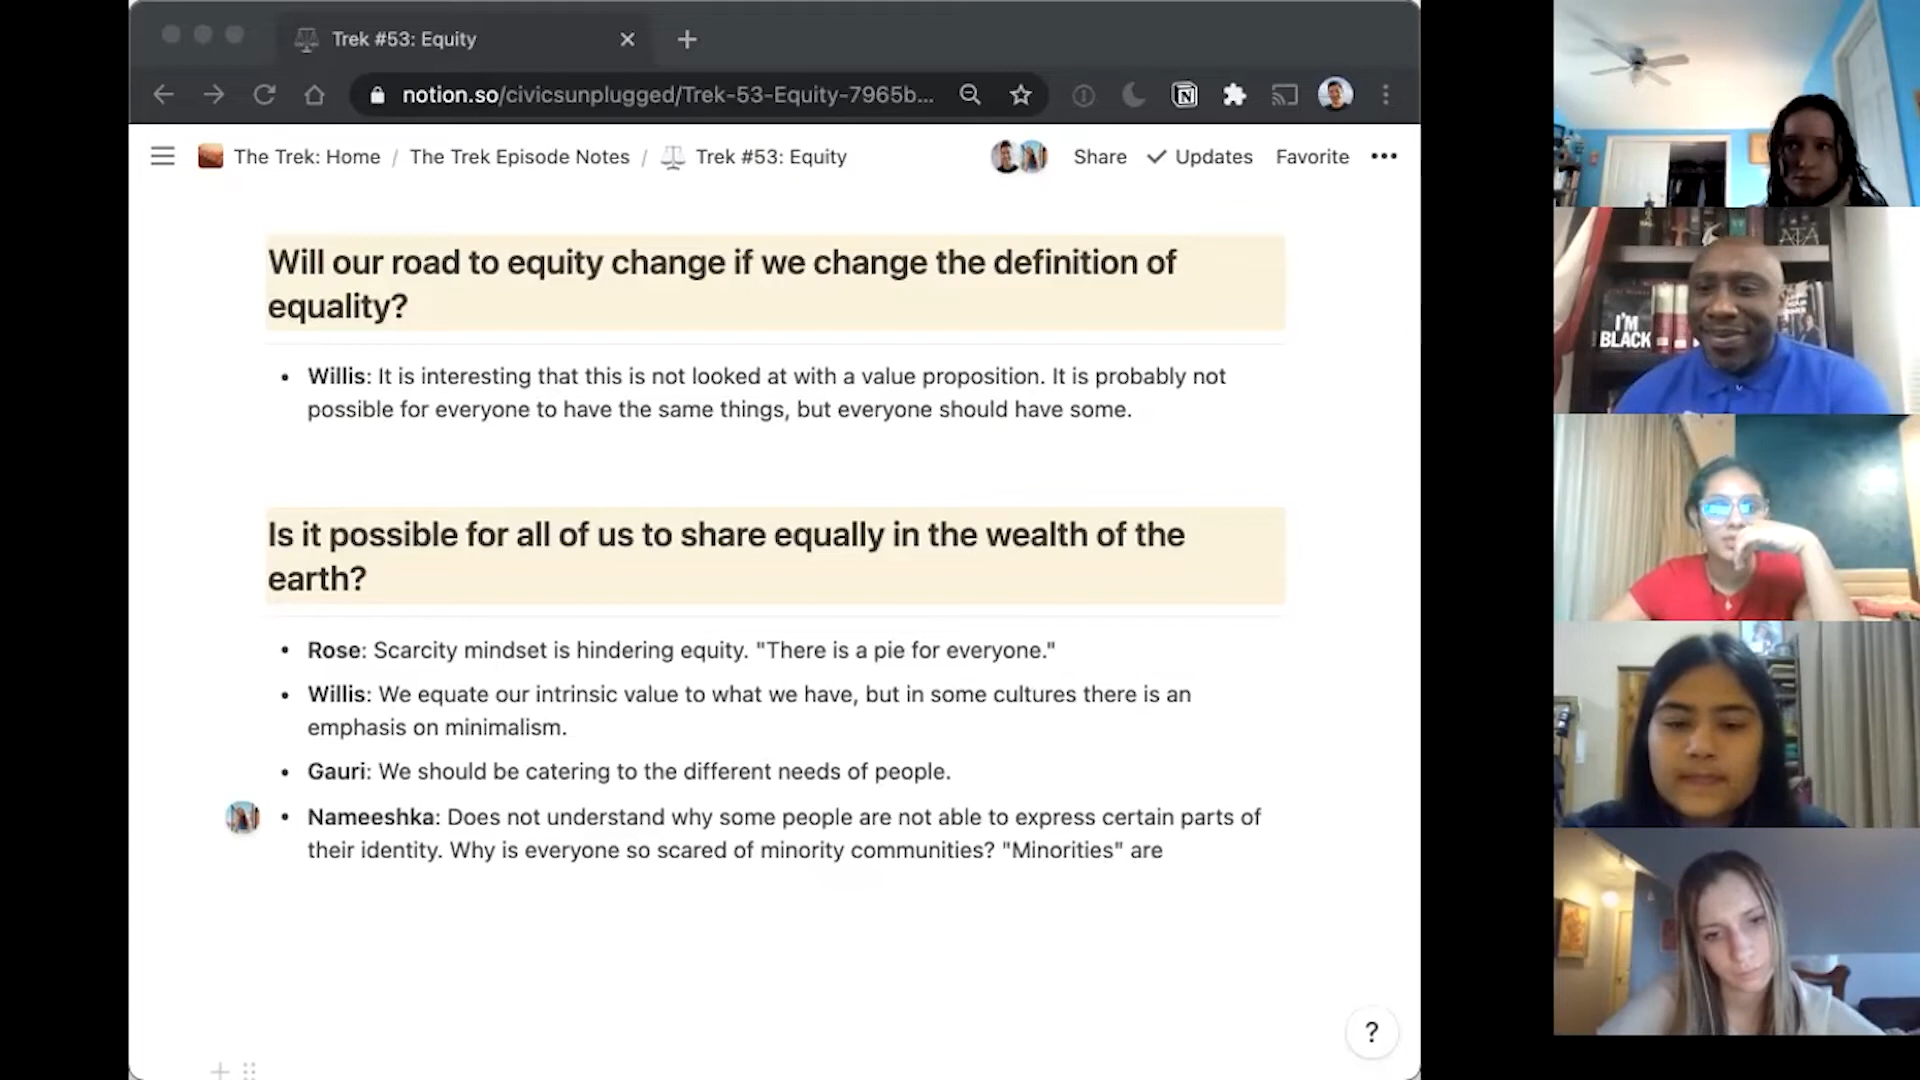 Trek #53: Equity
notion.so/civicsunplugged/Trek-53-Equity-7965b...
The Trek: Home / The Trek Episode Notes / Trek #53: Equity
Share Updates Favorite
Will our road to equity change if we change the definition of
equality?
• Willis: It is interesting that this is not looked at with a value proposition. It is probably not
possible for everyone to have the same things, but everyone should have some.
Is it possible for all of us to share equally in the wealth of the
earth?
• Rose: Scarcity mindset is hindering equity. "There is a pie for everyone."
• Willis: We equate our intrinsic value to what we have, but in some cultures there is an
emphasis on minimalism.
• Gauri: We should be catering to the different needs of people.
• Nameeshka: Does not understand why some people are not able to express certain parts of
their identity. Why is everyone so scared of minority communities? "Minorities" are
?
I'M
BLACK